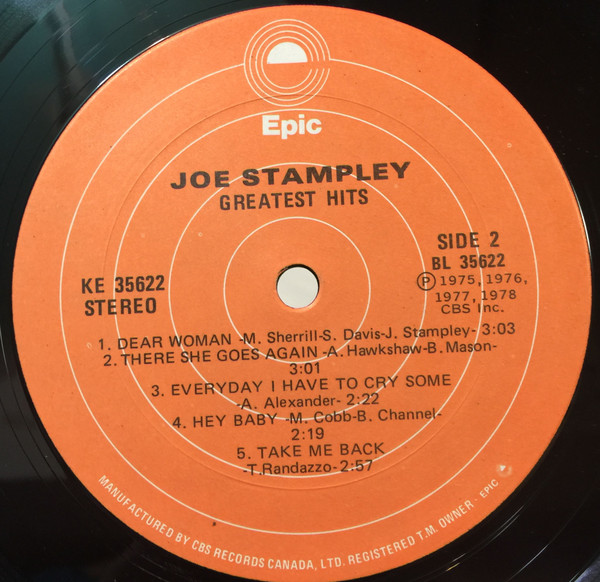 Epic
JOE STAMPLEY
GREATEST HITS
KE 35622
STEREO
SIDE 2
BL 35622
Ⓟ 1975, 1976,
1977, 1978
CBS Inc.
1. DEAR WOMAN -M. Sherrill-S. Davis-J. Stampley- 3:03
2. THERE SHE GOES AGAIN -A. Hawkshaw-B. Mason-
3:01
3. EVERYDAY I HAVE TO CRY SOME
-A. Alexander- 2:22
4. HEY BABY -M. Cobb-B. Channel-
2:19
5. TAKE ME BACK
-T.Randazzo- 2:57
MANUFACTURED BY CBS RECORDS CANADA, LTD. REGISTERED T.M. OWNER - EPIC